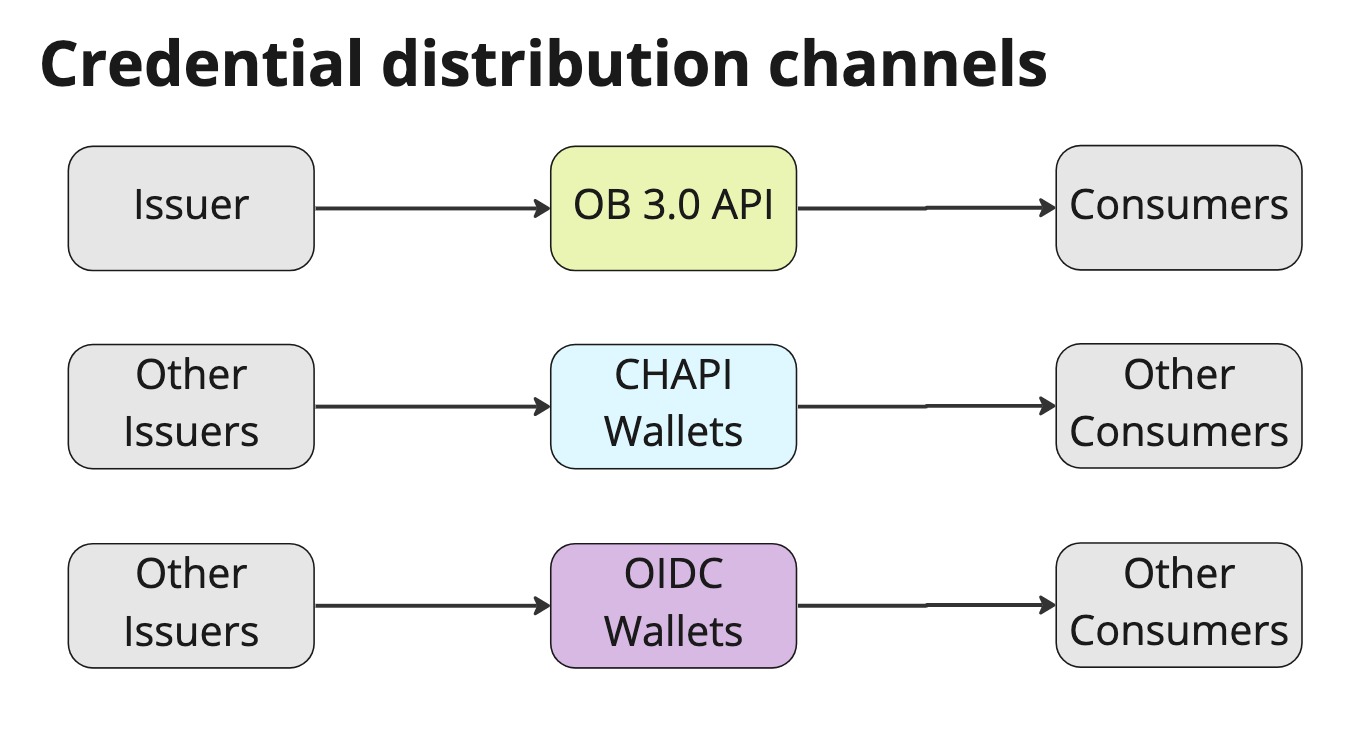 Credential distribution channels
Issuer
OB 3.0 API
Consumers
Other
Issuers
CHAPI
Wallets
Other
Consumers
Other
Issuers
OIDC
Wallets
Other
Consumers